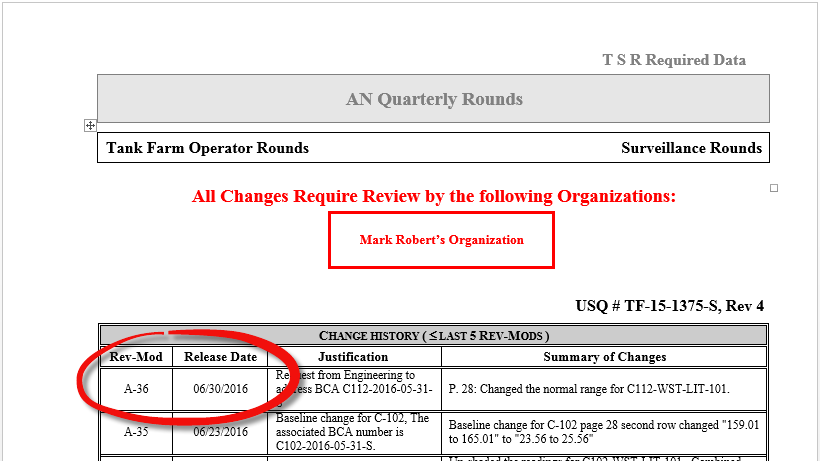 T S R Required Data
AN Quarterly Rounds
Tank Farm Operator Rounds Surveillance Rounds
All Changes Require Review by the following Organizations:
Mark Robert's Organization
USQ # TF-15-1375-S, Rev 4
CHANGE HISTORY ( ≤LAST 5 REV-MODS )
Rev-Mod Release Date Justification Summary of Changes
A-36 06/30/2016 Request from Engineering to
address BCA C112-2016-05-31-
P. 28: Changed the normal range for C112-WST-LIT-101.
A-35 06/23/2016 Baseline change for C-102, The
associated BCA number is
C102-2016-05-31-S.
Baseline change for C-102 page 28 second row changed "159.01
to 165.01" to "23.56 to 25.56"